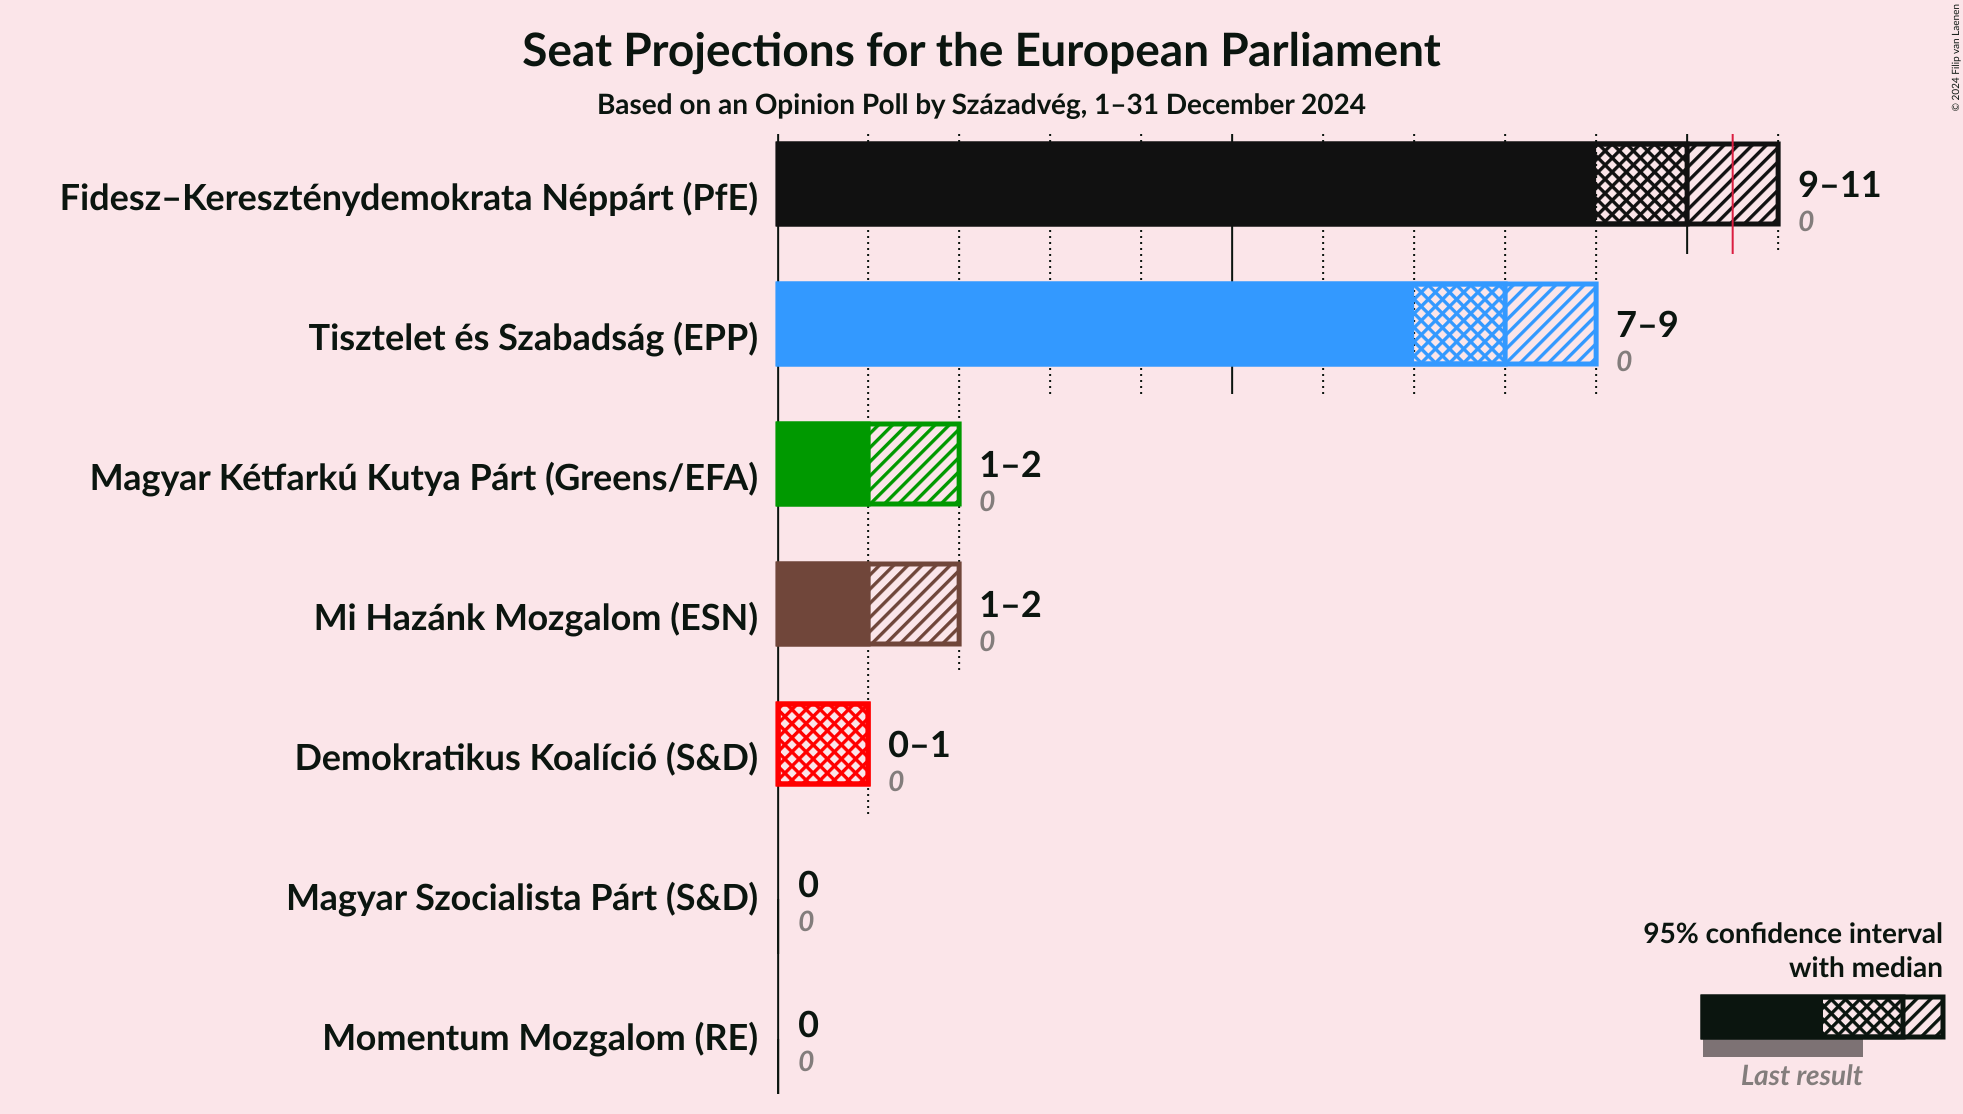 Seat Projections for the European Parliament
Based on an Opinion Poll by Századvég, 1–31 December 2024
© 2024 Filip van Laenen
Fidesz–Kereszténydemokrata Néppárt (PfE)
9–11
0
Tisztelet és Szabadság (EPP)
7–9
0
Magyar Kétfarkú Kutya Párt (Greens/EFA)
1–2
0
Mi Hazánk Mozgalom (ESN)
1–2
0
Demokratikus Koalíció (S&D)
0–1
0
Magyar Szocialista Párt (S&D)
0
0
Momentum Mozgalom (RE)
0
0
95% confidence interval
with median
Last result